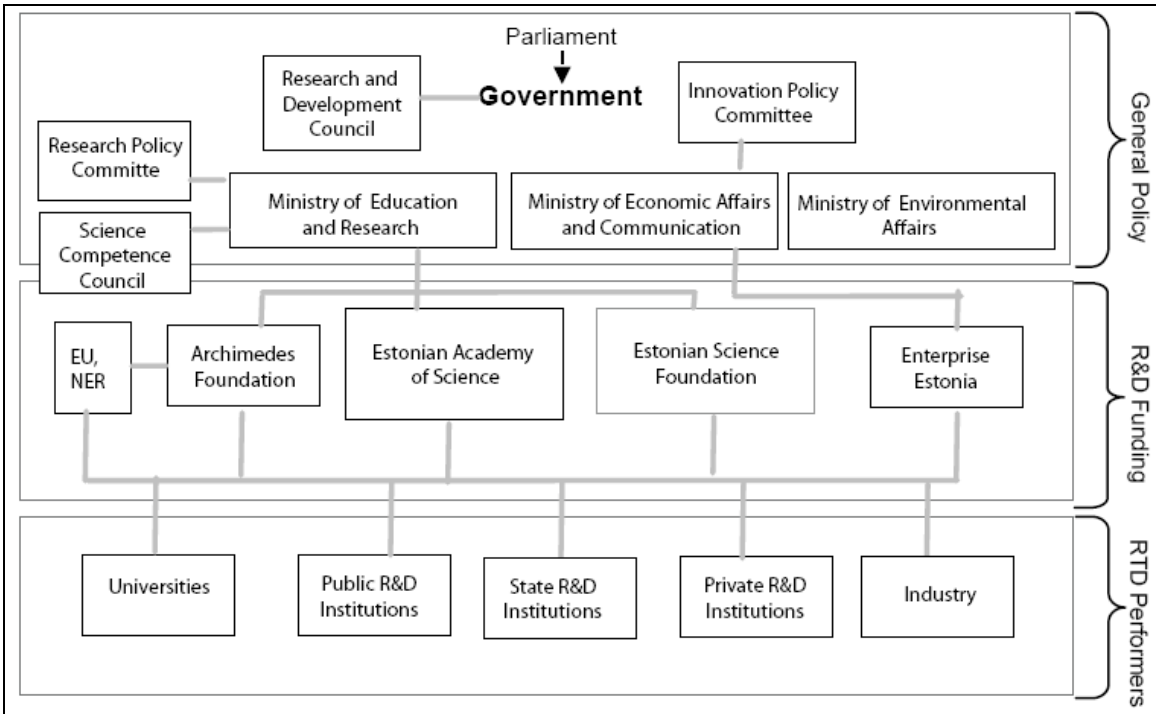 Parliament
Government
Research and
Development
Council
Innovation Policy
Committee
Research Policy
Committe
Ministry of Education
and Research
Ministry of Economic Affairs
and Communication
Ministry of Environmental
Affairs
Science
Competence
Council
General Policy
EU,
NER
Archimedes
Foundation
Estonian Academy
of Science
Estonian Science
Foundation
Enterprise
Estonia
R&D Funding
Universities
Public R&D
Institutions
State R&D
Institutions
Private R&D
Institutions
Industry
RTD Performers